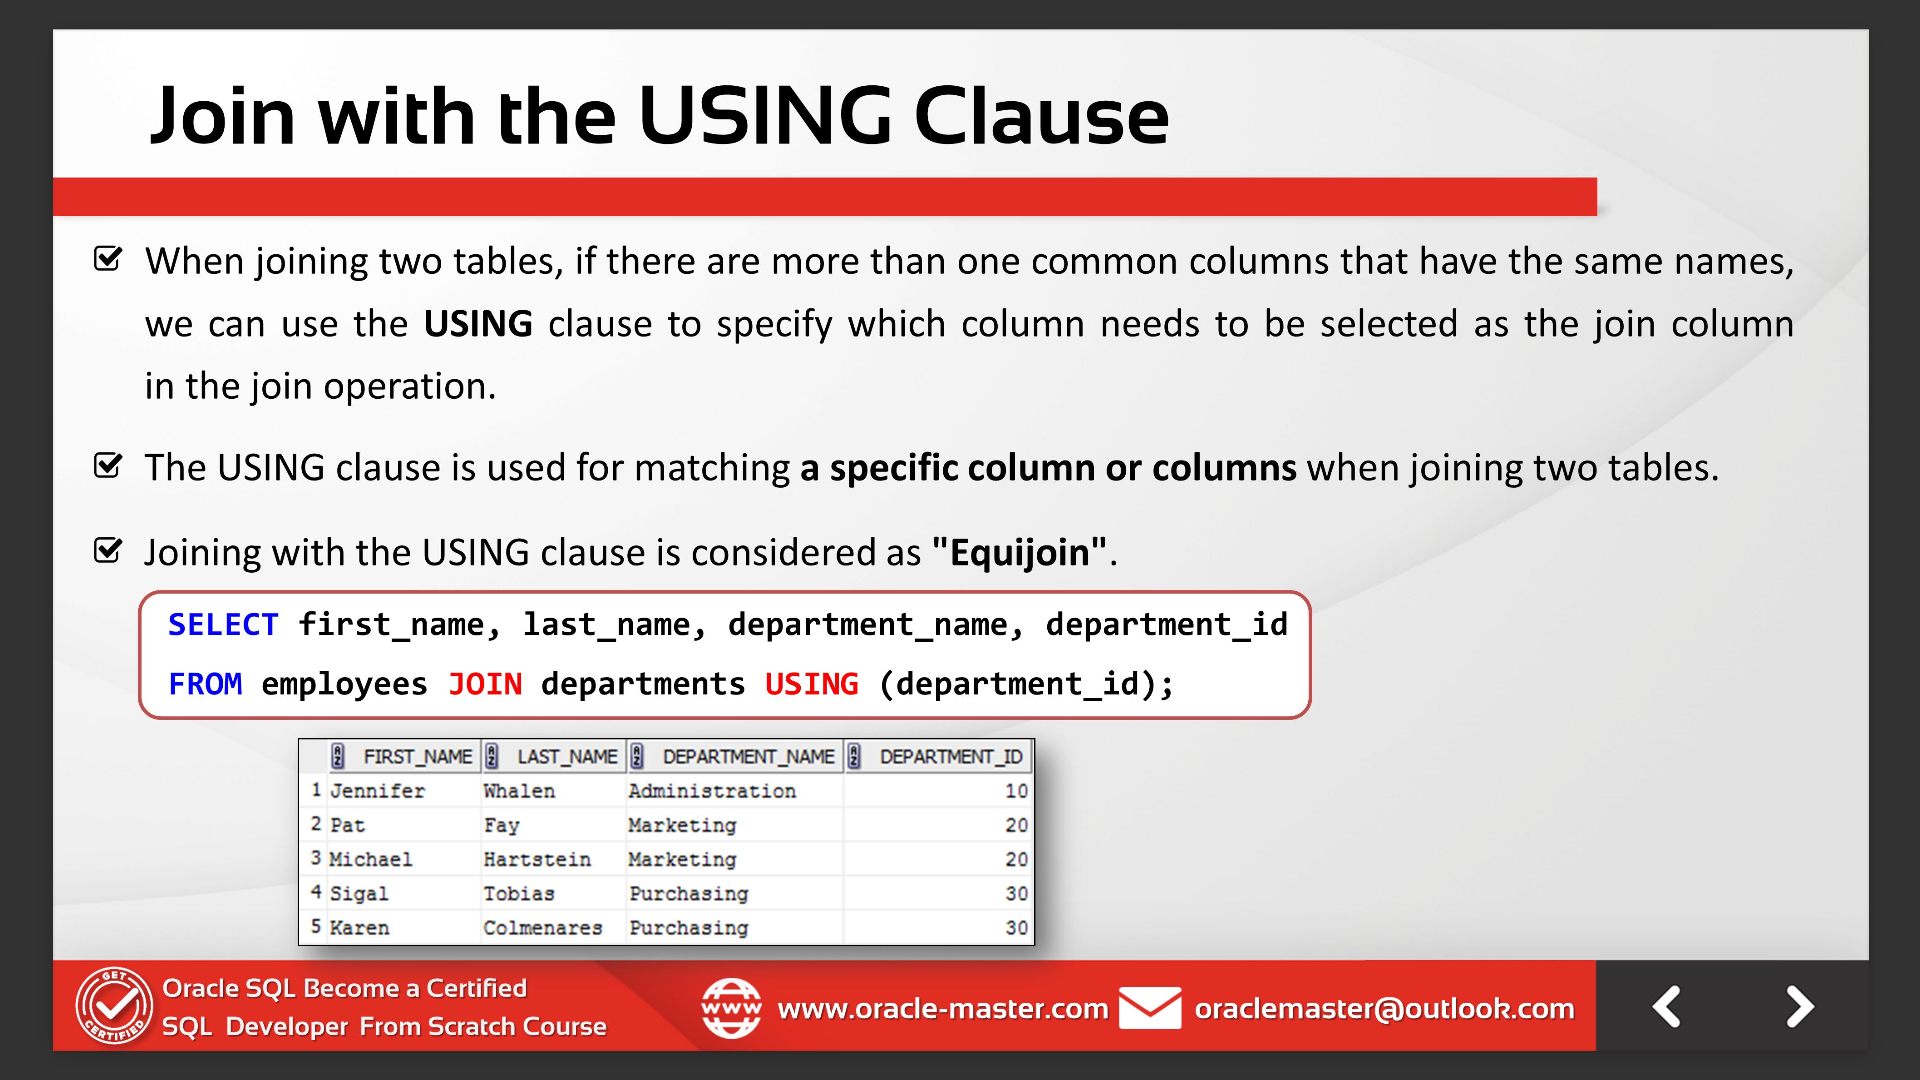 Join with the USING Clause
When joining two tables, if there are more than one common columns that have the same names,
we can use the USING clause to specify which column needs to be selected as the join column
in the join operation.
The USING clause is used for matching a specific column or columns when joining two tables.
Joining with the USING clause is considered as "Equijoin".
SELECT first_name, last_name, department_name, department_id
FROM employees JOIN departments USING (department_id);
FIRST_NAME LAST_NAME DEPARTMENT_NAME DEPARTMENT_ID
1 Jennifer Whalen Administration 10
2 Pat Fay Marketing 20
3 Michael Hartstein Marketing 20
4 Sigal Tobias Purchasing 30
5 Karen Colmenares Purchasing 30
GET CERTIFIED
Oracle SQL Become a Certified
SQL Developer From Scratch Course
www
www.oracle-master.com
oraclemaster@outlook.com